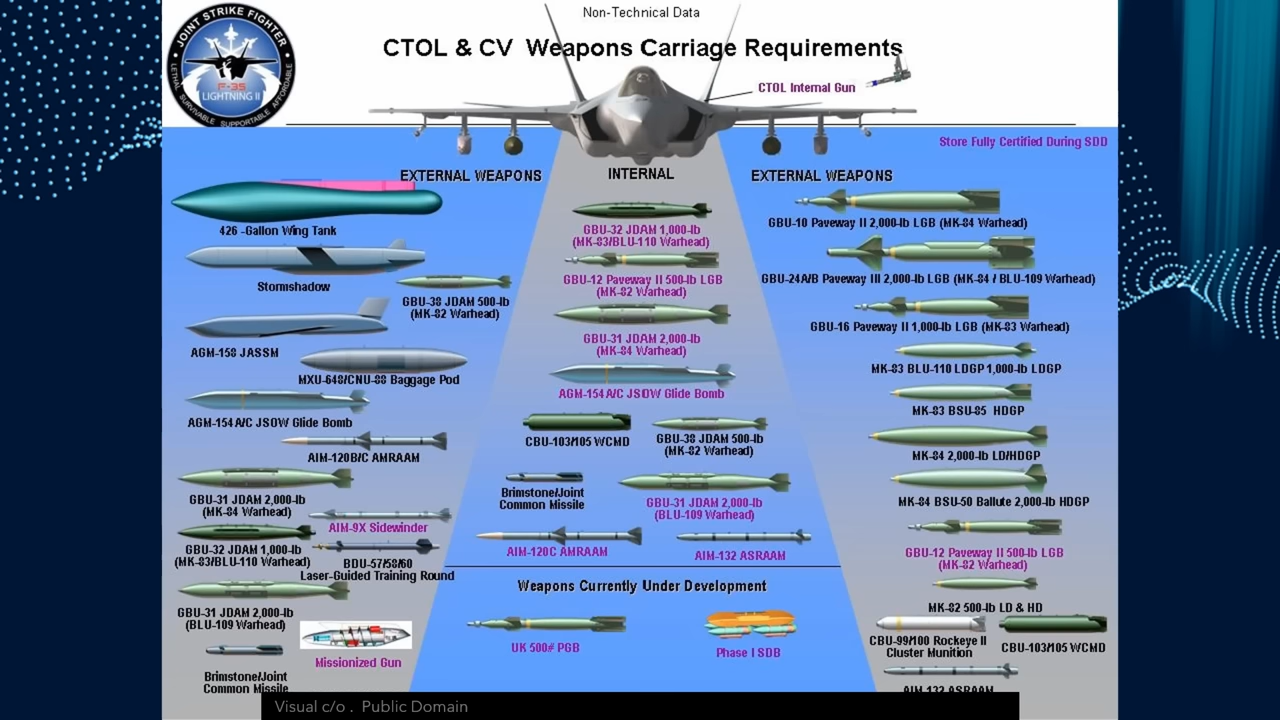 Non-Technical Data
CTOL & CV Weapons Carriage Requirements
JOINT STRIKE FIGHTER
F-35
LIGHTNING II
LETHAL SURVIVABLE SUPPORTABLE AFFORDABLE
CTOL Internal Gun
Store Fully Certified During SDD
EXTERNAL WEAPONS
426 -Gallon Wing Tank
Stormshadow
GBU-38 JDAM 500-lb
(MK-82 Warhead)
AGM-158 JASSM
MXU-648/CNU-88 Baggage Pod
AGM-154A/C JSOW Glide Bomb
AIM-120B/C AMRAAM
GBU-31 JDAM 2,000-lb
(MK-84 Warhead)
AIM-9X Sidewinder
GBU-32 JDAM 1,000-lb
(MK-83/BLU-110 Warhead)
BDU-57/58/60
Laser-Guided Training Round
GBU-31 JDAM 2,000-lb
(BLU-109 Warhead)
Missionized Gun
Brimstone/Joint
Common Missile
INTERNAL
GBU-32 JDAM 1,000-lb
(MK-83/BLU-110 Warhead)
GBU-12 Paveway II 500-lb LGB
(MK-82 Warhead)
GBU-31 JDAM 2,000-lb
(MK-84 Warhead)
AGM-154A/C JSOW Glide Bomb
CBU-103/105 WCMD
GBU-38 JDAM 500-lb
(MK-82 Warhead)
Brimstone/Joint
Common Missile
GBU-31 JDAM 2,000-lb
(BLU-109 Warhead)
AIM-120C AMRAAM
AIM-132 ASRAAM
Weapons Currently Under Development
UK 500# PGB
Phase I SDB
EXTERNAL WEAPONS
GBU-10 Paveway II 2,000-lb LGB (MK-84 Warhead)
GBU-24A/B Paveway III 2,000-lb LGB (MK-84 / BLU-109 Warhead)
GBU-16 Paveway II 1,000-lb LGB (MK-83 Warhead)
MK-83 BLU-110 LDGP 1,000-lb LDGP
MK-83 BSU-85 HDGP
MK-84 2,000-lb LD/HDGP
MK-84 BSU-50 Ballute 2,000-lb HDGP
GBU-12 Paveway II 500-lb LGB
(MK-82 Warhead)
MK-82 500-lb LD & HD
CBU-99/100 Rockeye II
Cluster Munition
CBU-103/105 WCMD
AIM-132 ASRAAM
Visual c/o . Public Domain